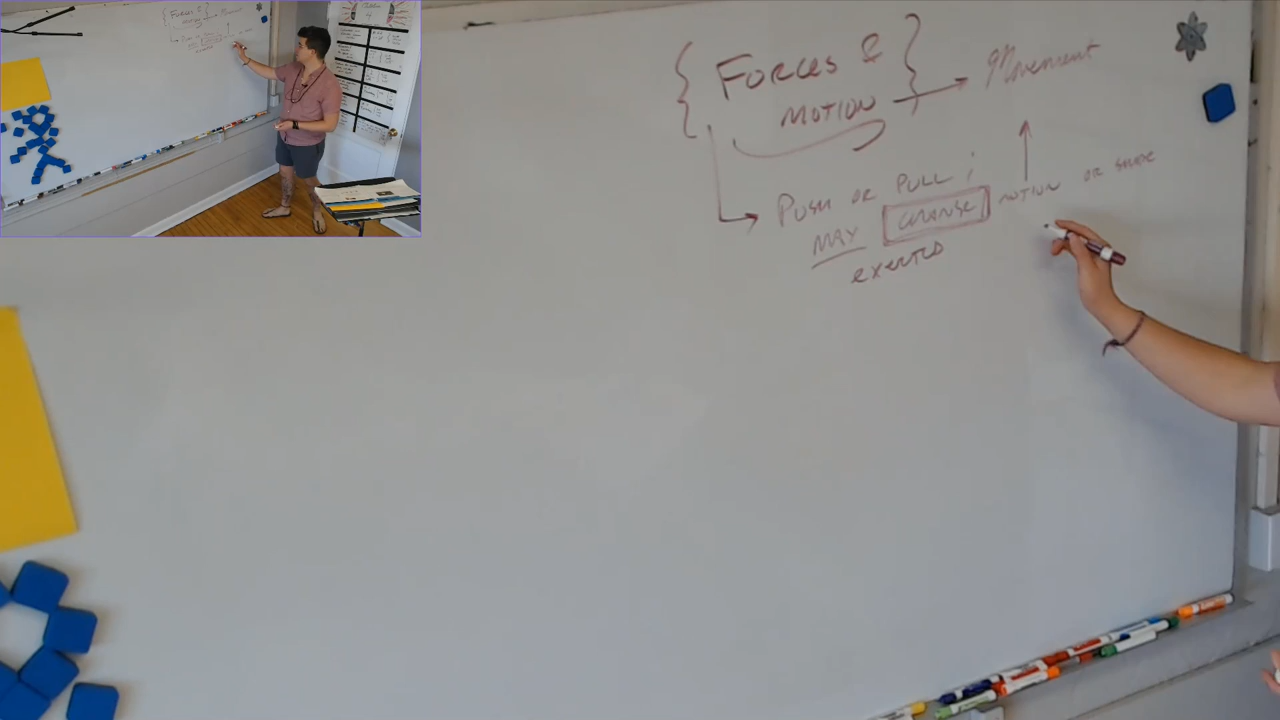 { Forces &
MOTION } → Movement
PUSH OR PULL ;
MAY CHANGE MOTION OR SHAPE
exerted